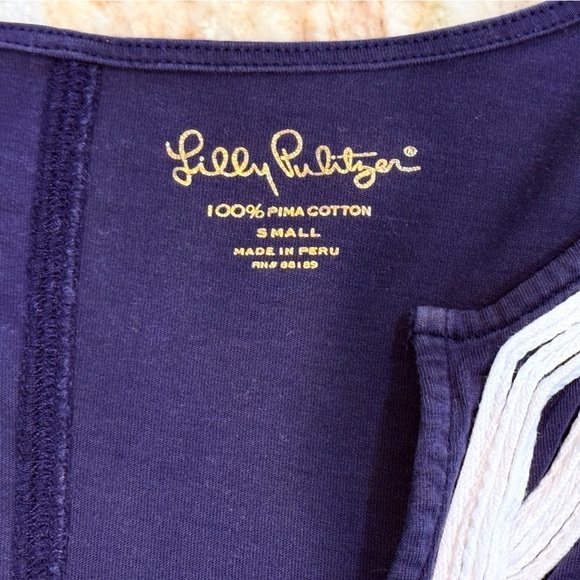 Lilly Pulitzer®
100% PIMA COTTON
SMALL
MADE IN PERU
RN# 88189